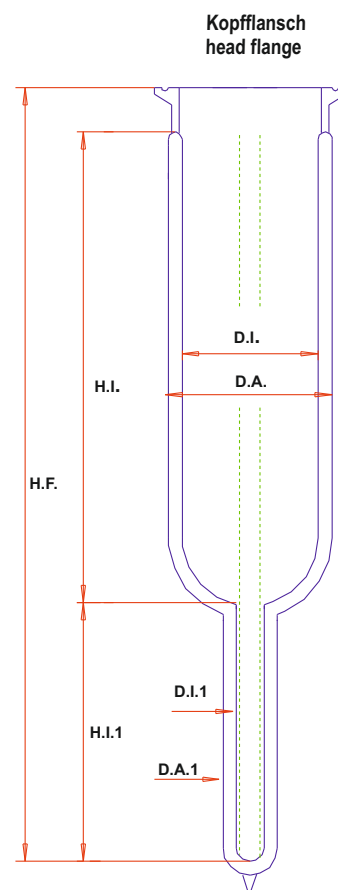 Kopfflansch
head flange
D.I.
D.A.
H.I.
H.F.
D.I.1
H.I.1
D.A.1